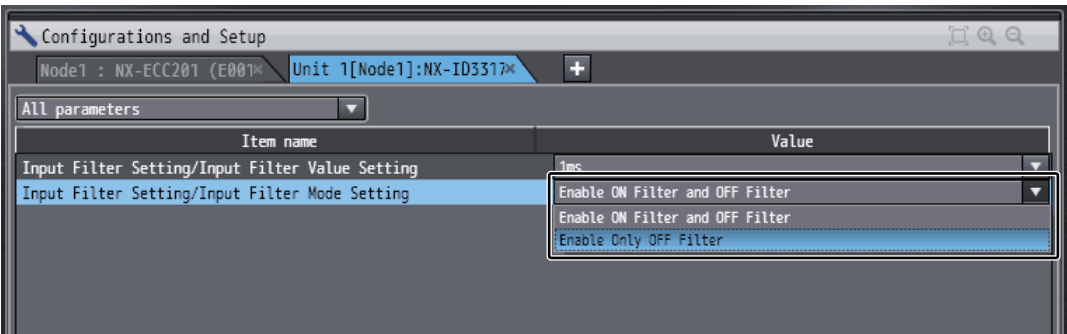 Configurations and Setup
Node1 : NX-ECC201 (E001 Unit 1[Node1]:NX-ID3317
All parameters
Item name Value
Input Filter Setting/Input Filter Value Setting 1ms
Input Filter Setting/Input Filter Mode Setting Enable ON Filter and OFF Filter
Enable ON Filter and OFF Filter
Enable Only OFF Filter